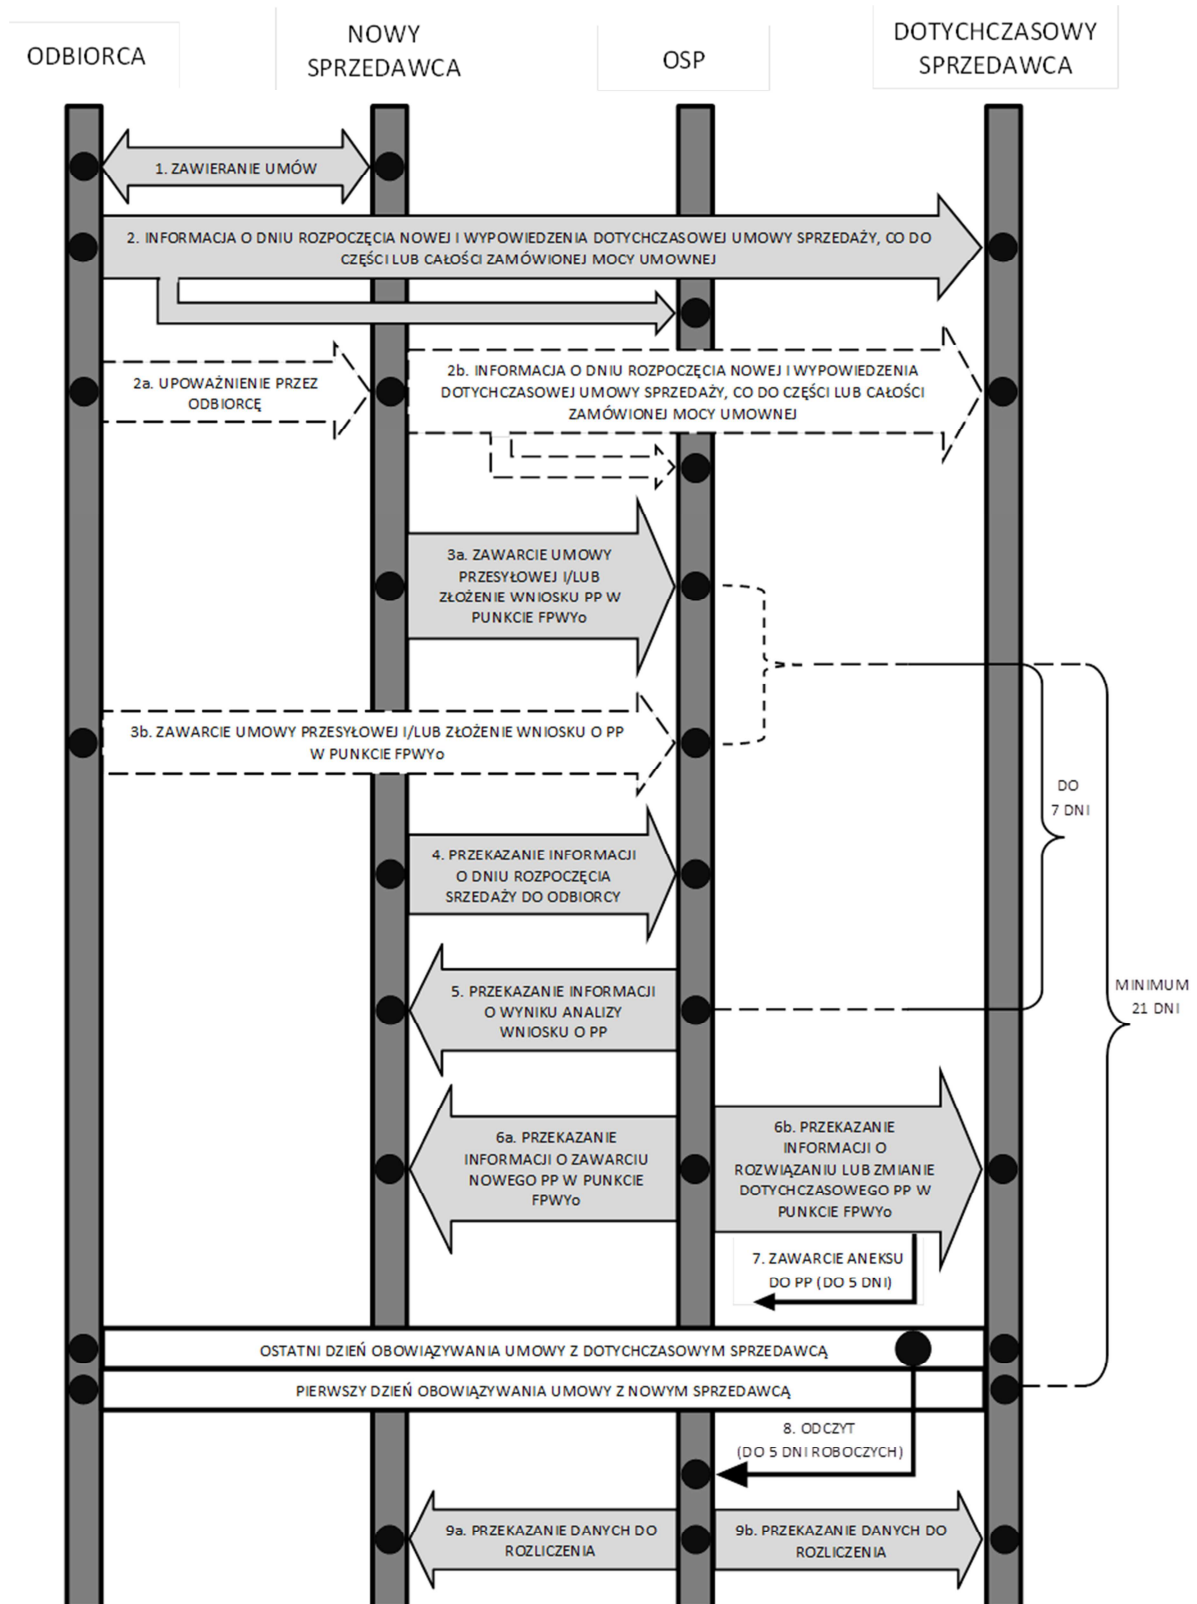 ODBIORCA
NOWY
SPRZEDAWCA
OSP
DOTYCHCZASOWY
SPRZEDAWCA
1. ZAWIERANIE UMÓW
2. INFORMACJA O DNIU ROZPOCZĘCIA NOWEJ I WYPOWIEDZENIA DOTYCHCZASOWEJ UMOWY SPRZEDAŻY, CO DO
CZĘŚCI LUB CAŁOŚCI ZAMÓWIONEJ MOCY UMOWNEJ
2a. UPOWAŻNIENIE PRZEZ
ODBIORCĘ
2b. INFORMACJA O DNIU ROZPOCZĘCIA NOWEJ I WYPOWIEDZENIA
DOTYCHCZASOWEJ UMOWY SPRZEDAŻY, CO DO CZĘŚCI LUB CAŁOŚCI
ZAMÓWIONEJ MOCY UMOWNEJ
3a. ZAWARCIE UMOWY
PRZESYŁOWEJ I/LUB
ZŁOŻENIE WNIOSKU PP W
PUNKCIE FPWYo
3b. ZAWARCIE UMOWY PRZESYŁOWEJ I/LUB ZŁOŻENIE WNIOSKU O PP
W PUNKCIE FPWYo
DO
7 DNI
4. PRZEKAZANIE INFORMACJI
O DNIU ROZPOCZĘCIA
SRZEDAŻY DO ODBIORCY
5. PRZEKAZANIE INFORMACJI
O WYNIKU ANALIZY
WNIOSKU O PP
MINIMUM
21 DNI
6a. PRZEKAZANIE
INFORMACJI O ZAWARCIU
NOWEGO PP W PUNKCIE
FPWYo
6b. PRZEKAZANIE
INFORMACJI O
ROZWIĄZANIU LUB ZMIANIE
DOTYCHCZASOWEGO PP W
PUNKCIE FPWYo
7. ZAWARCIE ANEKSU
DO PP (DO 5 DNI)
OSTATNI DZIEŃ OBOWIĄZYWANIA UMOWY Z DOTYCHCZASOWYM SPRZEDAWCĄ
PIERWSZY DZIEŃ OBOWIĄZYWANIA UMOWY Z NOWYM SPRZEDAWCĄ
8. ODCZYT
(DO 5 DNI ROBOCZYCH)
9a. PRZEKAZANIE DANYCH DO
ROZLICZENIA
9b. PRZEKAZANIE DANYCH DO
ROZLICZENIA